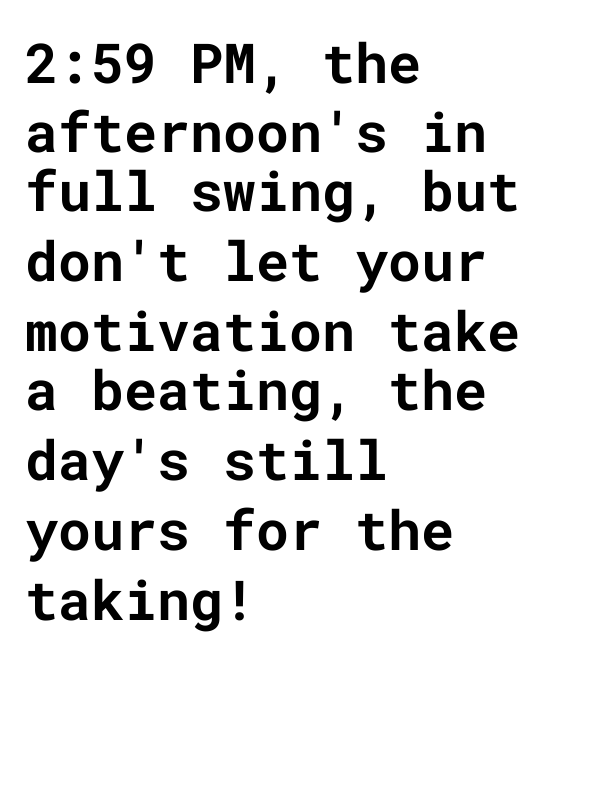 2:59 PM, the
afternoon's in
full swing, but
don't let your
motivation take
a beating, the
day's still
yours for the
taking!